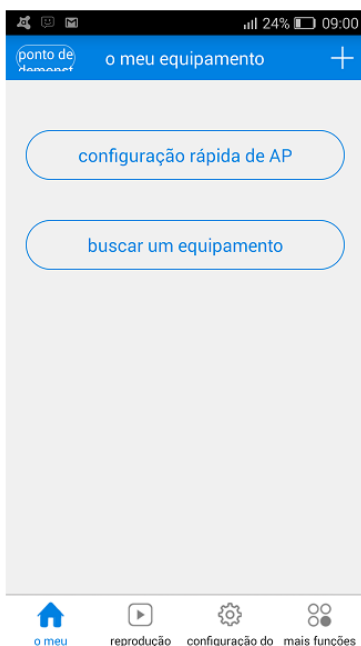 24% 09:00
ponto de
demonst
o meu equipamento
configuração rápida de AP
buscar um equipamento
o meu
reprodução
configuração do
mais funções